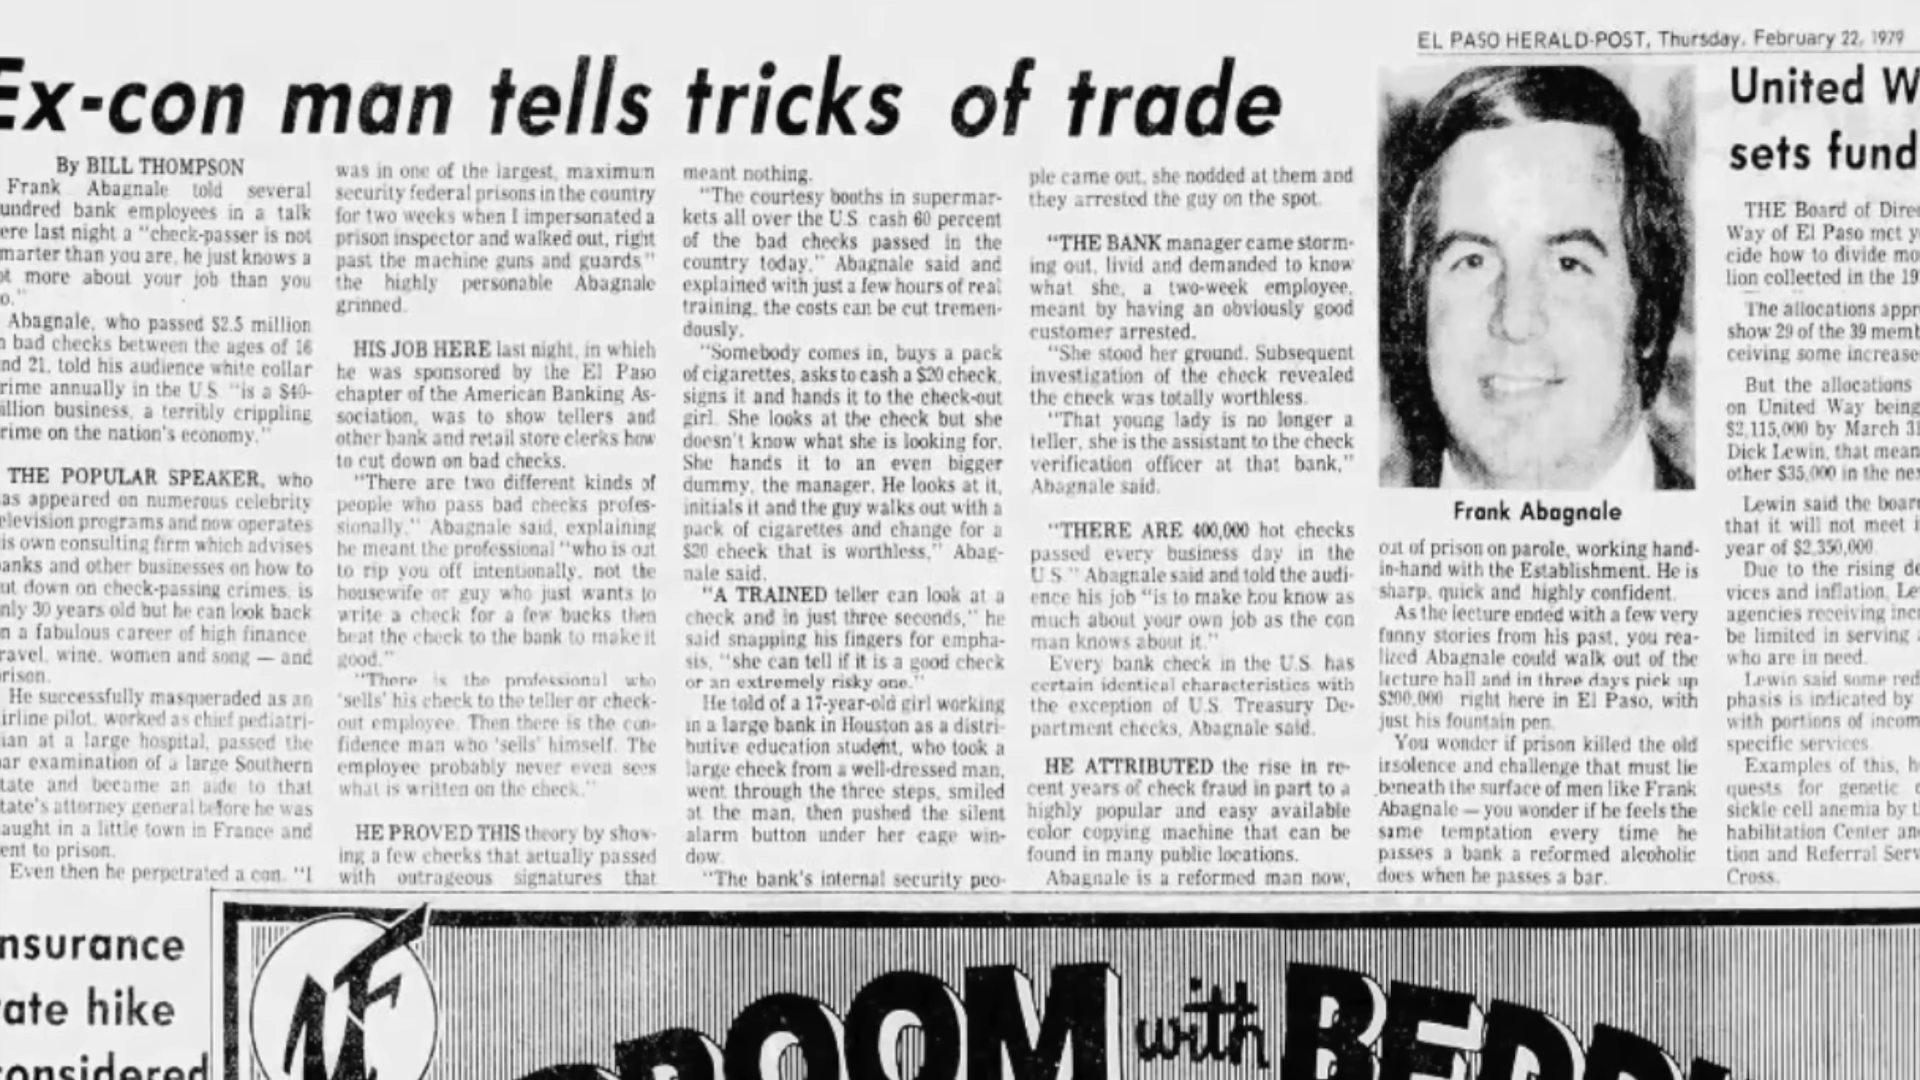 EL PASO HERALD-POST, Thursday, February 22, 1979
Ex-con man tells tricks of trade
By BILL THOMPSON
Frank Abagnale told several
undred bank employees in a talk
ere last night a "check-passer is not
marter than you are, he just knows a
ot more about your job than you
o."
Abagnale, who passed $2.5 million
n bad checks between the ages of 16
nd 21, told his audience white collar
rime annually in the U.S. "is a $40-
illion business, a terribly crippling
rime on the nation's economy."
THE POPULAR SPEAKER, who
as appeared on numerous celebrity
elevision programs and now operates
is own consulting firm which advises
anks and other businesses on how to
ut down on check-passing crimes, is
nly 30 years old but he can look back
n a fabulous career of high finance,
ravel, wine, women and song — and
rison.
He successfully masqueraded as an
irline pilot, worked as chief pediatri-
ian at a large hospital, passed the
ar examination of a large Southern
tate and became an aide to that
tate's attorney general before he was
aught in a little town in France and
ent to prison.
Even then he perpetrated a con. "I
was in one of the largest, maximum
security federal prisons in the country
for two weeks when I impersonated a
prison inspector and walked out, right
past the machine guns and guards"
the highly personable Abagnale
grinned.
HIS JOB HERE last night, in which
he was sponsored by the El Paso
chapter of the American Banking As-
sociation, was to show tellers and
other bank and retail store clerks how
to cut down on bad checks.
"There are two different kinds of
people who pass bad checks profes-
sionally," Abagnale said, explaining
he meant the professional "who is out
to rip you off intentionally, not the
housewife or guy who just wants to
write a check for a few bucks then
beat the check to the bank to make it
good."
"There is the professional who
'sells' his check to the teller or check-
out employee. Then there is the con-
fidence man who 'sells' himself. The
employee probably never even sees
what is written on the check."
HE PROVED THIS theory by show-
ing a few checks that actually passed
with outrageous signatures that
meant nothing.
"The courtesy booths in supermar-
kets all over the U.S. cash 60 percent
of the bad checks passed in the
country today," Abagnale said and
explained with just a few hours of real
training, the costs can be cut tremen-
dously.
"Somebody comes in, buys a pack
of cigarettes, asks to cash a $20 check,
signs it and hands it to the check-out
girl. She looks at the check but she
doesn't know what she is looking for.
She hands it to an even bigger
dummy, the manager. He looks at it,
initials it and the guy walks out with a
pack of cigarettes and change for a
$20 check that is worthless," Abag-
nale said.
"A TRAINED teller can look at a
check and in just three seconds," he
said snapping his fingers for empha-
sis, "she can tell if it is a good check
or an extremely risky one."
He told of a 17-year-old girl working
in a large bank in Houston as a distri-
butive education student, who took a
large check from a well-dressed man,
went through the three steps, smiled
at the man, then pushed the silent
alarm button under her cage win-
dow.
"The bank's internal security peo-
ple came out, she nodded at them and
they arrested the guy on the spot.
"THE BANK manager came storm-
ing out, livid and demanded to know
what she, a two-week employee,
meant by having an obviously good
customer arrested.
"She stood her ground. Subsequent
investigation of the check revealed
the check was totally worthless.
"That young lady is no longer a
teller, she is the assistant to the check
verification officer at that bank,"
Abagnale said.
"THERE ARE 400,000 hot checks
passed every business day in the
U.S." Abagnale said and told the audi-
ence his job "is to make hou know as
much about your own job as the con
man knows about it."
Every bank check in the U.S. has
certain identical characteristics with
the exception of U.S. Treasury De-
partment checks, Abagnale said.
HE ATTRIBUTED the rise in re-
cent years of check fraud in part to a
highly popular and easy available
color copying machine that can be
found in many public locations.
Abagnale is a reformed man now,
Frank Abagnale
out of prison on parole, working hand-
in-hand with the Establishment. He is
sharp, quick and highly confident.
As the lecture ended with a few very
funny stories from his past, you rea-
lized Abagnale could walk out of the
lecture hall and in three days pick up
$200,000 right here in El Paso, with
just his fountain pen.
You wonder if prison killed the old
insolence and challenge that must lie
beneath the surface of men like Frank
Abagnale — you wonder if he feels the
same temptation every time he
passes a bank a reformed alcoholic
does when he passes a bar.
United W
sets fund
THE Board of Direc
Way of El Paso met y
cide how to divide mo
lion collected in the 19
The allocations appr
show 29 of the 39 memb
ceiving some increase
But the allocations
on United Way being
$2,115,000 by March 31
Dick Lewin, that mean
other $35,000 in the nex
Lewin said the boar
that it will not meet i
year of $2,350,000.
Due to the rising de
vices and inflation, Le
agencies receiving incr
be limited in serving a
who are in need.
Lewin said some red
phasis is indicated by
with portions of incom
specific services.
Examples of this, h
quests for genetic c
sickle cell anemia by t
habilitation Center and
tion and Referral Serv
Cross.
nsurance
ate hike
considered
ROOM with BERR